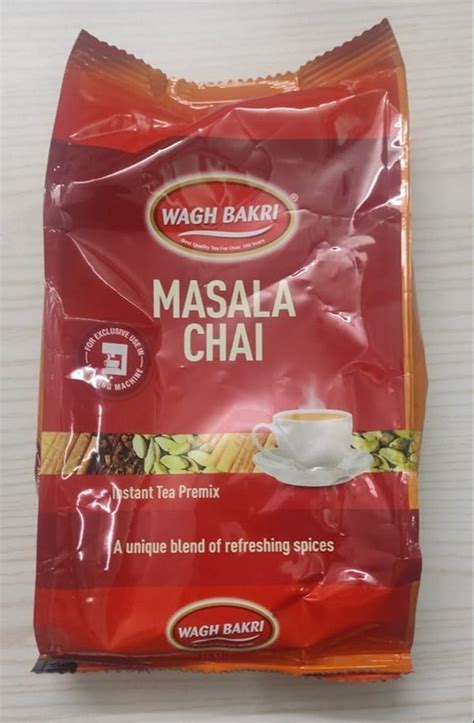 WAGH BAKRI
®
Best Quality Tea For Over 100 Years
MASALA
CHAI
FOR EXCLUSIVE USE IN
MACHINE
Instant Tea Premix
A unique blend of refreshing spices
WAGH BAKRI